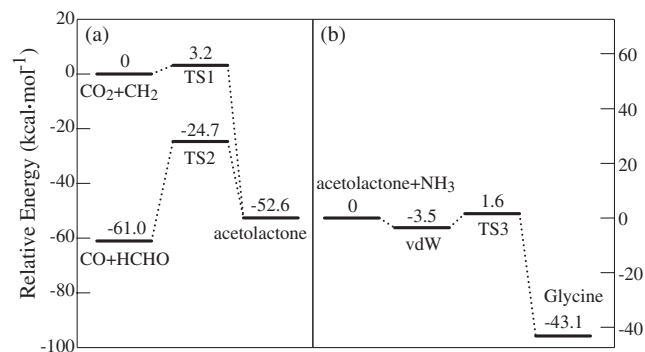 Relative Energy (kcal•mol⁻¹)
20
0
-20
-40
-60
-80
-100
(a)
0
CO₂+CH₂
3.2
TS1
-24.7
TS2
-61.0
CO+HCHO
-52.6
acetolactone
(b)
acetolactone+NH₃
0
-3.5
vdW
1.6
TS3
Glycine
-43.1
60
40
20
0
-20
-40